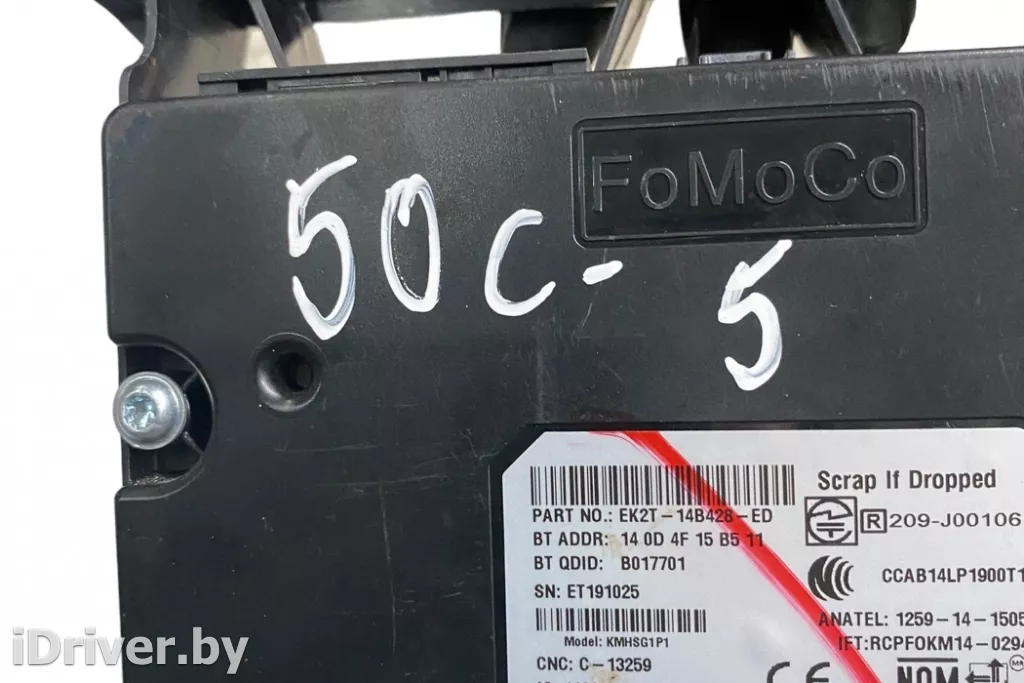 FoMoCo
50c-5
Scrap If Dropped
PART NO.: EK2T-14B428-ED
R 209-J00106
BT ADDR: 14 0D 4F 15 B5 11
BT QDID: B017701
CCAB14LP1900T1
SN: ET191025
ANATEL: 1259-14-1505
Model: KMHSG1P1
IFT:RCPFOKM14-0294
CNC: C-13259
CE
NOM
iDriver.by